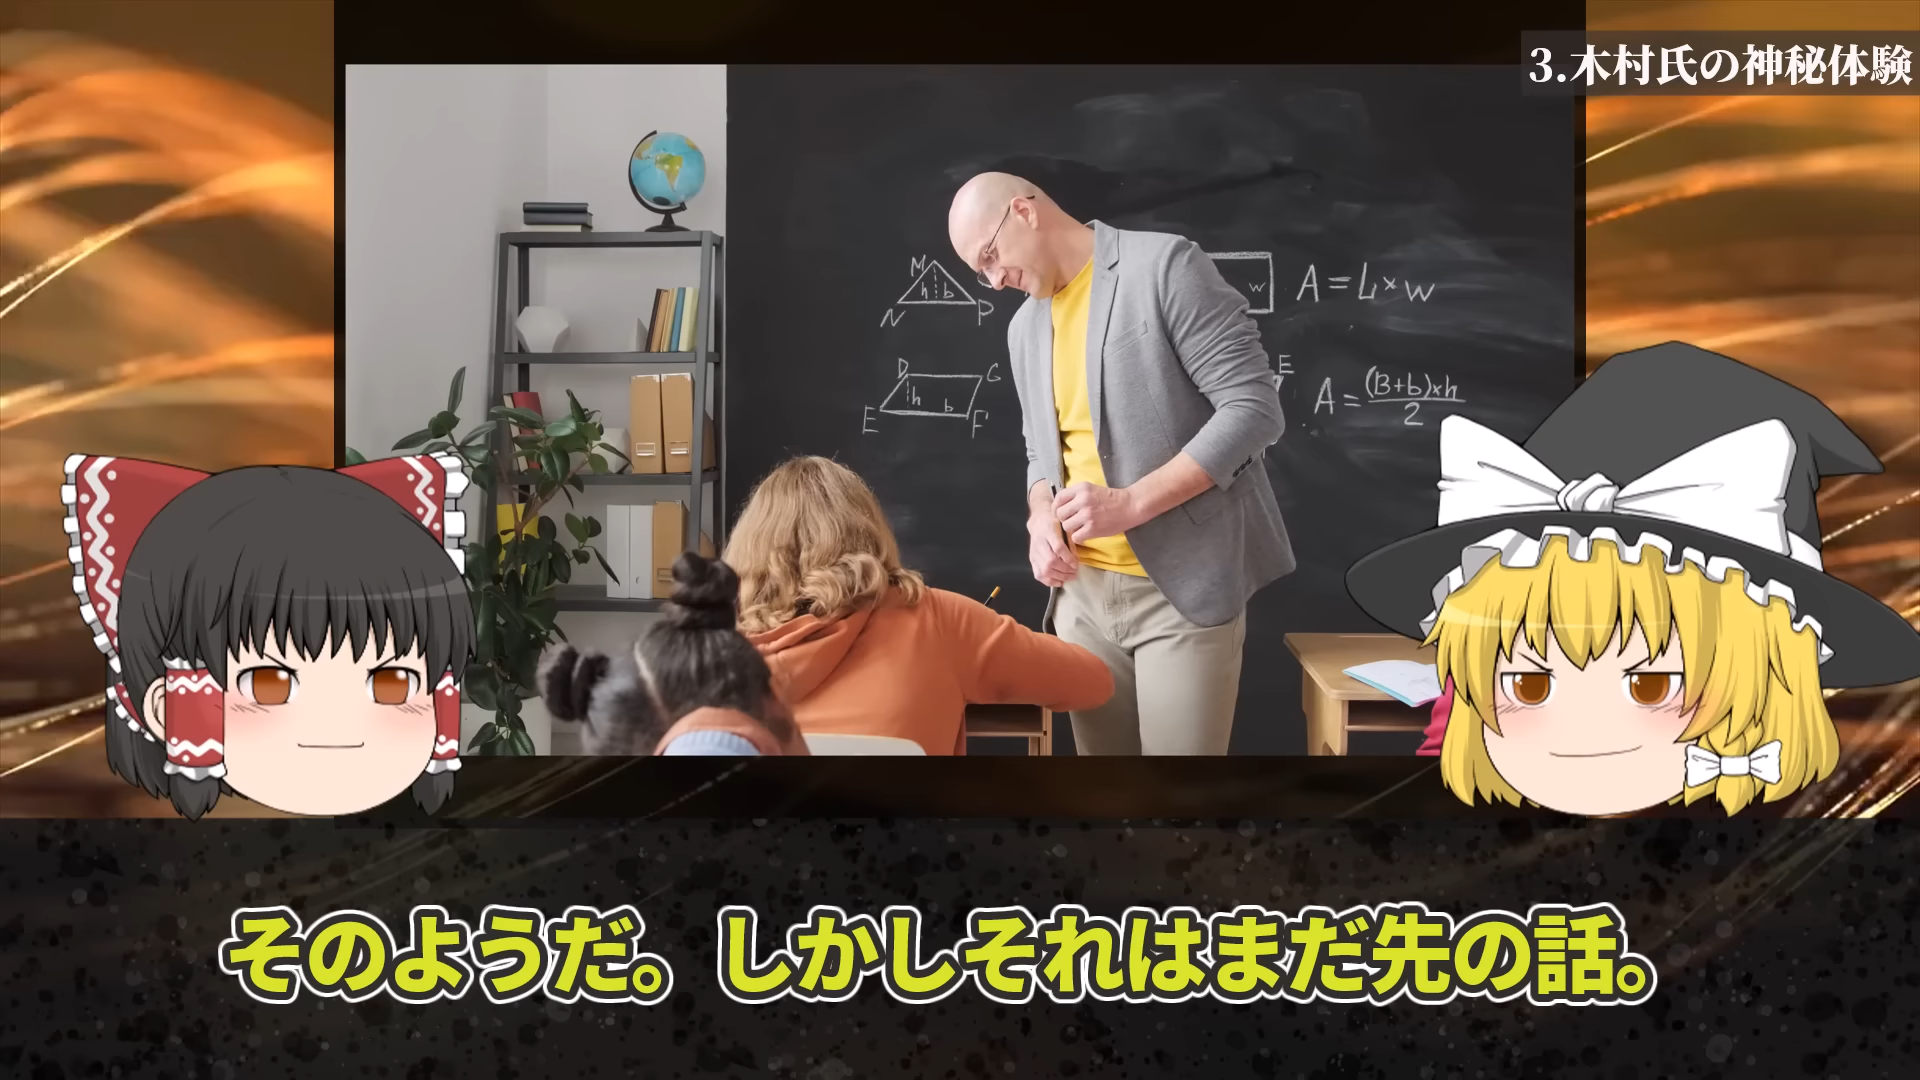 3.木村氏の神秘体験
M
h b
N P
w
A=L×w
D G
h
b
E F
E
A=(B+b)×h
2
そのようだ。しかしそれはまだ先の話。